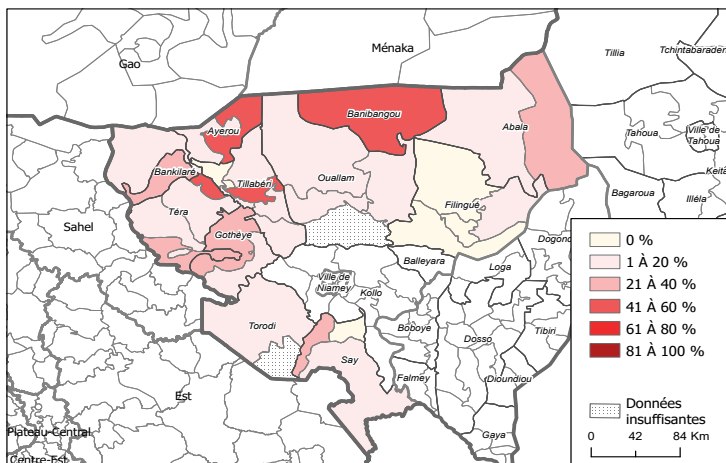 Ménaka
Tillia
Tchintabaraden
Gao
Banibangou
Ayerou
Abala
Tahoua
Ville de
Tahoua
Bankilaré
Tillabéri
Ouallam
Keita
Bagaroua
Illéla
Téra
Filingué
Sahel
Gothèye
Dogond
Balleyara
Loga
Ville de
Niamey
Kollo
Torodi
Boboye
Tibiri
Dosso
Say
Est
Falmey
Dioundiou
Plateau-Central
Gaya
Centre-Est
0 %
1 À 20 %
21 À 40 %
41 À 60 %
61 À 80 %
81 À 100 %
Données
insuffisantes
0 42 84 Km